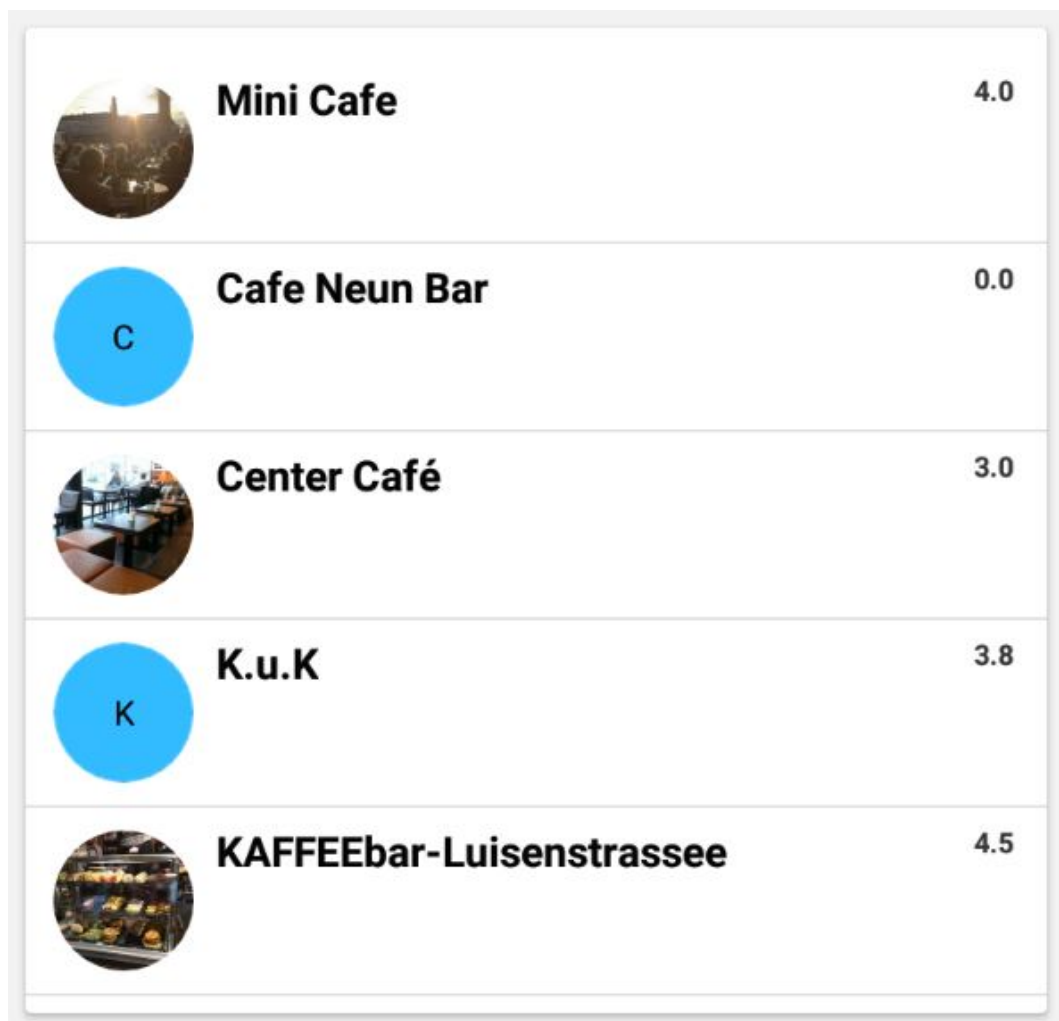 Mini Cafe 4.0
C Cafe Neun Bar 0.0
Center Café 3.0
K K.u.K 3.8
KAFFEEbar-Luisenstrassee 4.5